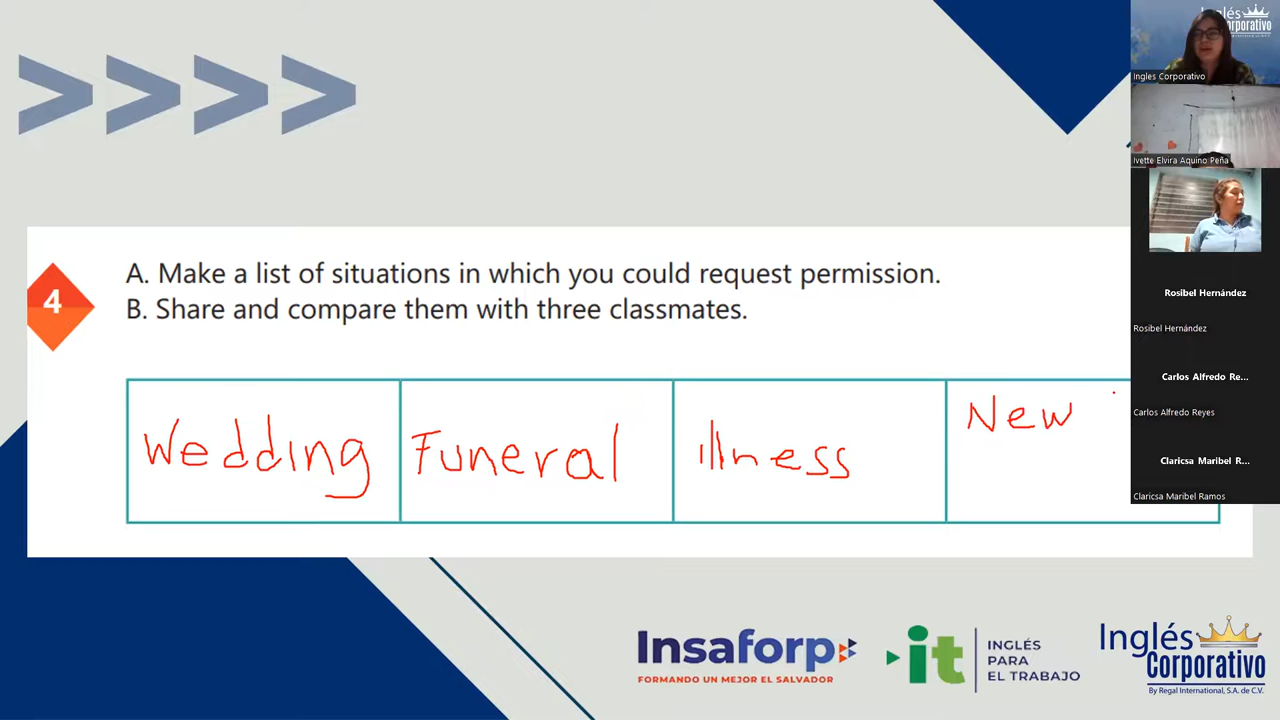 Inglés
Corporativo
Ingles Corporativo
Ivette Elvira Aquino Peña
Rosibel Hernández
Rosibel Hernández
Carlos Alfredo Re...
Carlos Alfredo Reyes
Claricsa Maribel R...
Claricsa Maribel Ramos
4
A. Make a list of situations in which you could request permission.
B. Share and compare them with three classmates.
Wedding
Funeral
illness
New
Insaforp
FORMANDO UN MEJOR EL SALVADOR
it
INGLÉS
PARA
EL TRABAJO
Inglés
Corporativo
By Regal International, S.A. de C.V.